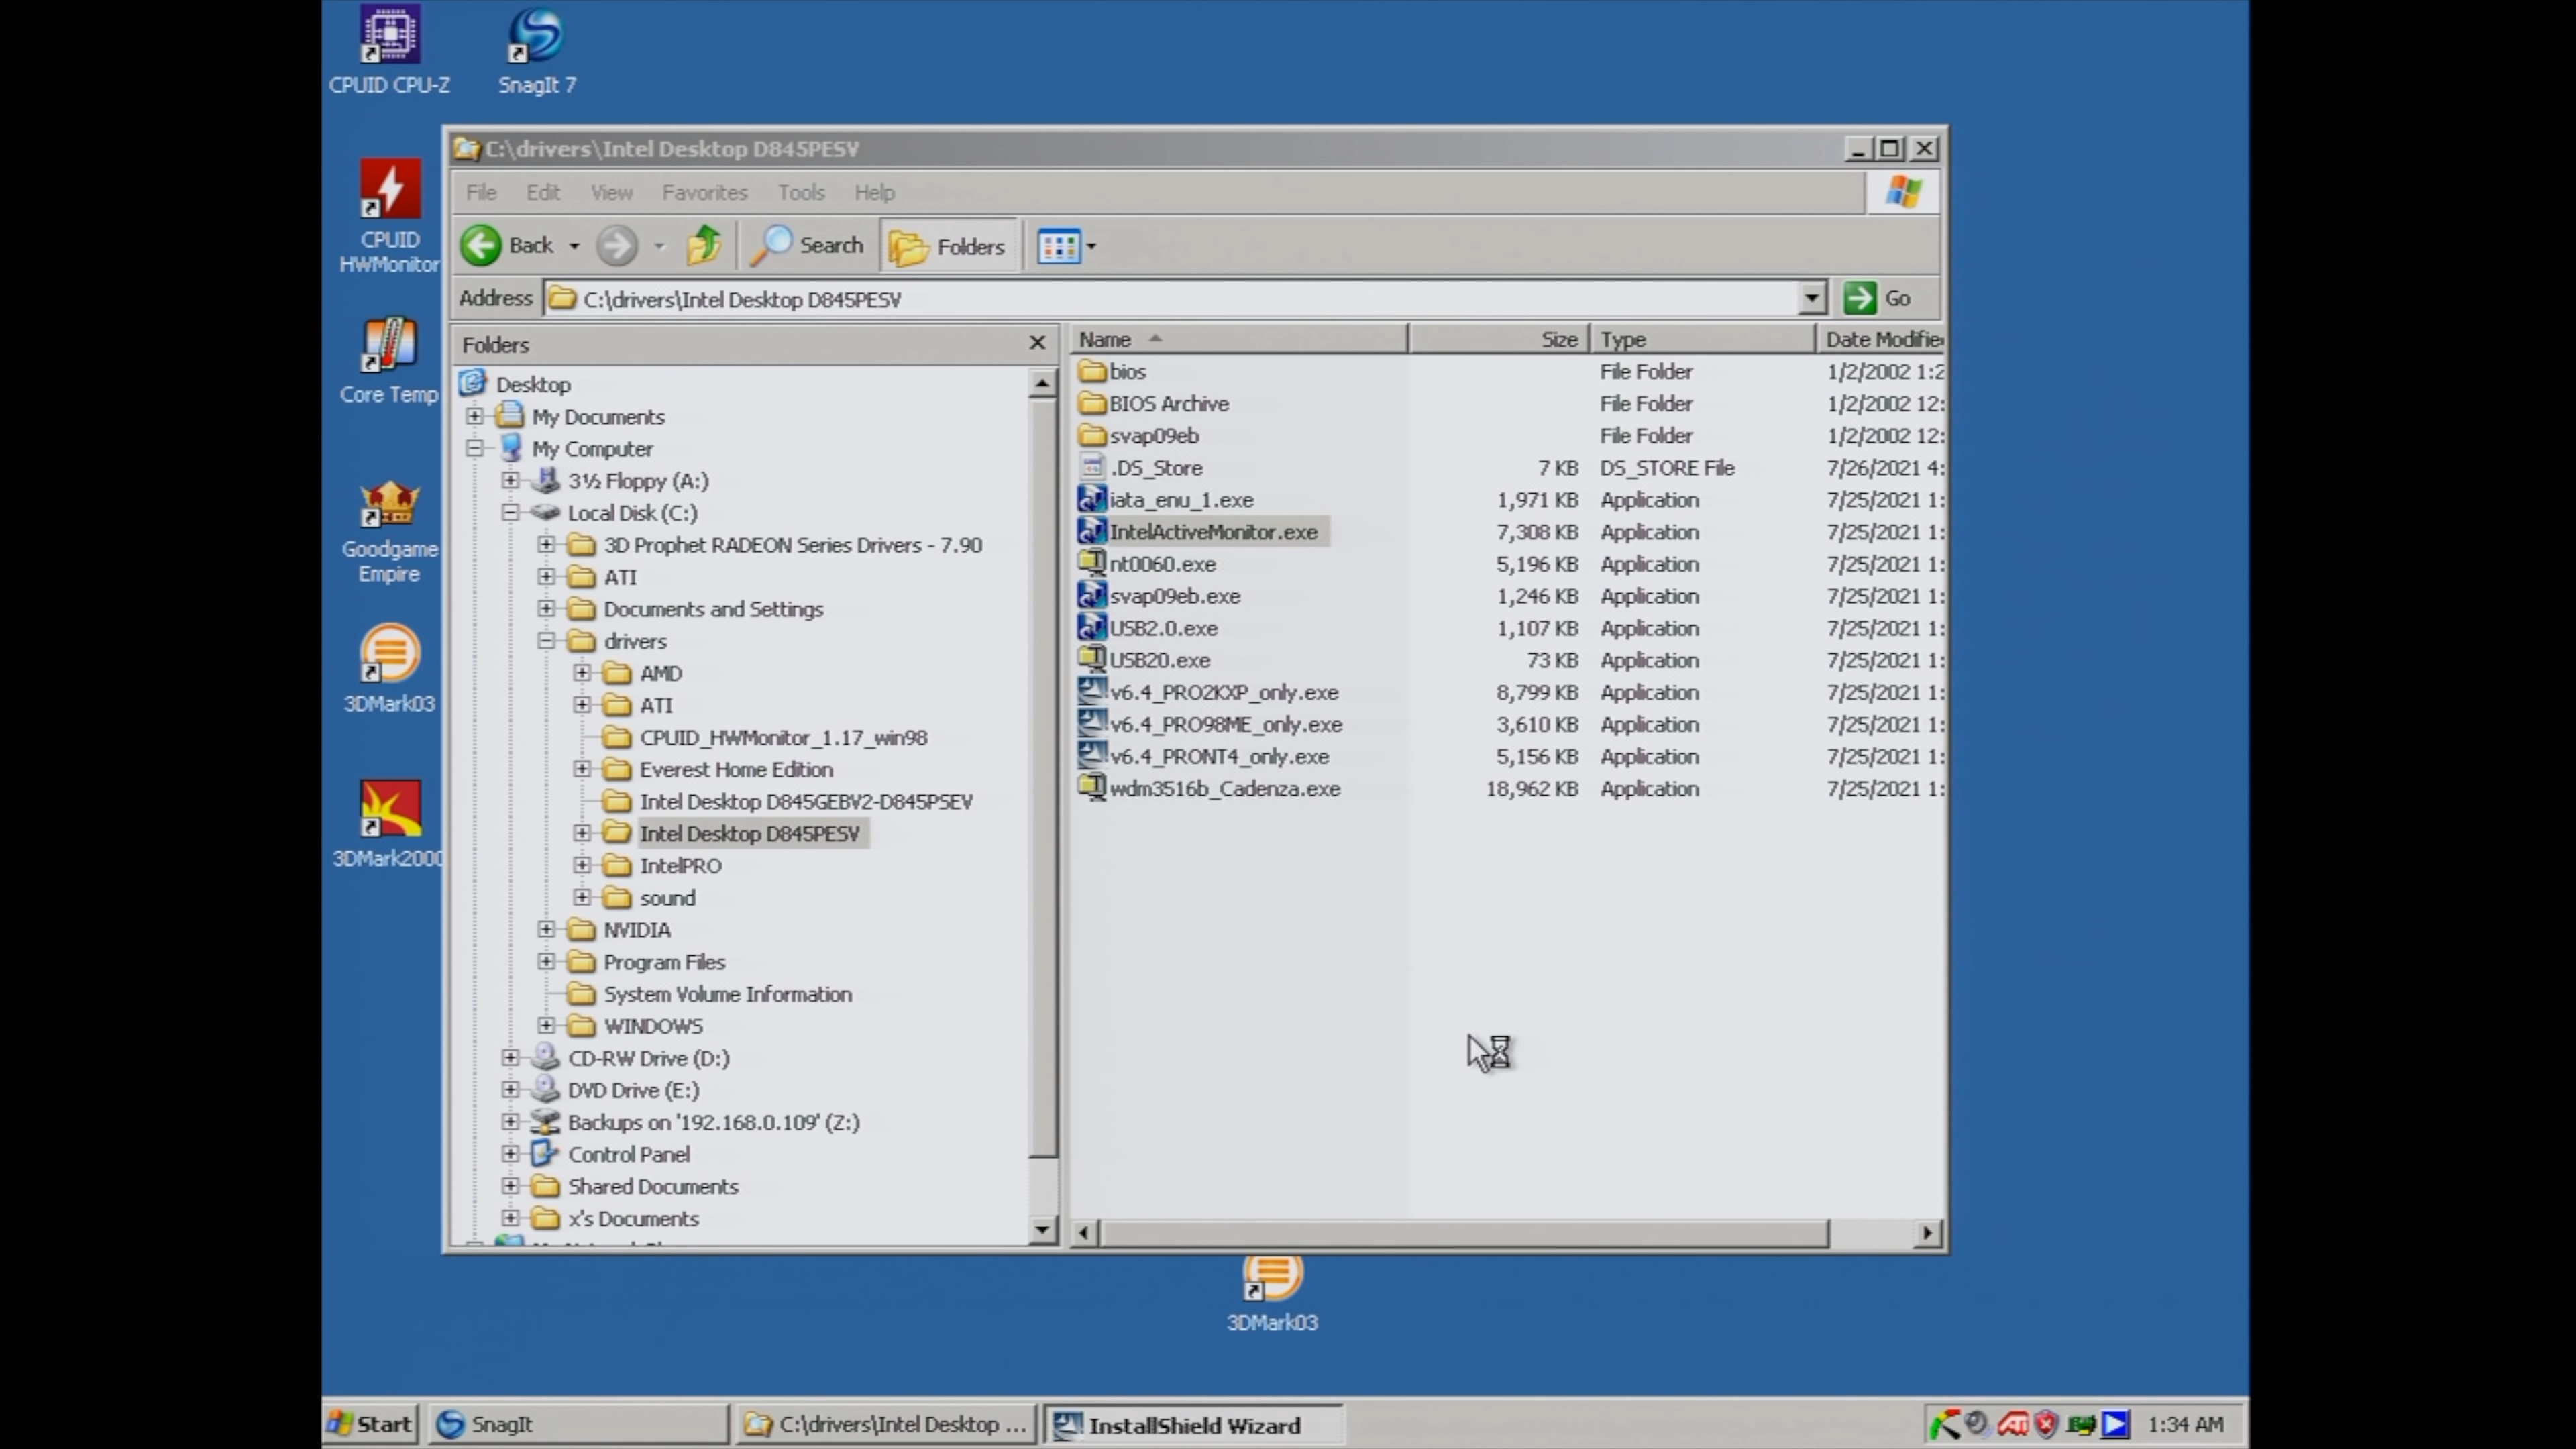 CPUID CPU-Z
SnagIt 7
CPUID
HWMonitor
Core Temp
Goodgame
Empire
3DMark03
3DMark2000
C:\drivers\Intel Desktop D845PESV
File Edit View Favorites Tools Help
Back Search Folders
Address C:\drivers\Intel Desktop D845PESV Go
Folders
Desktop
My Documents
My Computer
3½ Floppy (A:)
Local Disk (C:)
3D Prophet RADEON Series Drivers - 7.90
ATI
Documents and Settings
drivers
AMD
ATI
CPUID_HWMonitor_1.17_win98
Everest Home Edition
Intel Desktop D845GEBV2-D845PSEV
Intel Desktop D845PESV
IntelPRO
sound
NVIDIA
Program Files
System Volume Information
WINDOWS
CD-RW Drive (D:)
DVD Drive (E:)
Backups on '192.168.0.109' (Z:)
Control Panel
Shared Documents
x's Documents
Name Size Type Date Modifie
bios File Folder 1/2/2002 1:2
BIOS Archive File Folder 1/2/2002 12:
svap09eb File Folder 1/2/2002 12:
.DS_Store 7 KB DS_STORE File 7/26/2021 4:
iata_enu_1.exe 1,971 KB Application 7/25/2021 1:
IntelActiveMonitor.exe 7,308 KB Application 7/25/2021 1:
nt0060.exe 5,196 KB Application 7/25/2021 1:
svap09eb.exe 1,246 KB Application 7/25/2021 1:
USB2.0.exe 1,107 KB Application 7/25/2021 1:
USB20.exe 73 KB Application 7/25/2021 1:
v6.4_PRO2KXP_only.exe 8,799 KB Application 7/25/2021 1:
v6.4_PRO98ME_only.exe 3,610 KB Application 7/25/2021 1:
v6.4_PRONT4_only.exe 5,156 KB Application 7/25/2021 1:
wdm3516b_Cadenza.exe 18,962 KB Application 7/25/2021 1:
3DMark03
Start SnagIt C:\drivers\Intel Desktop ... InstallShield Wizard ATI 1:34 AM